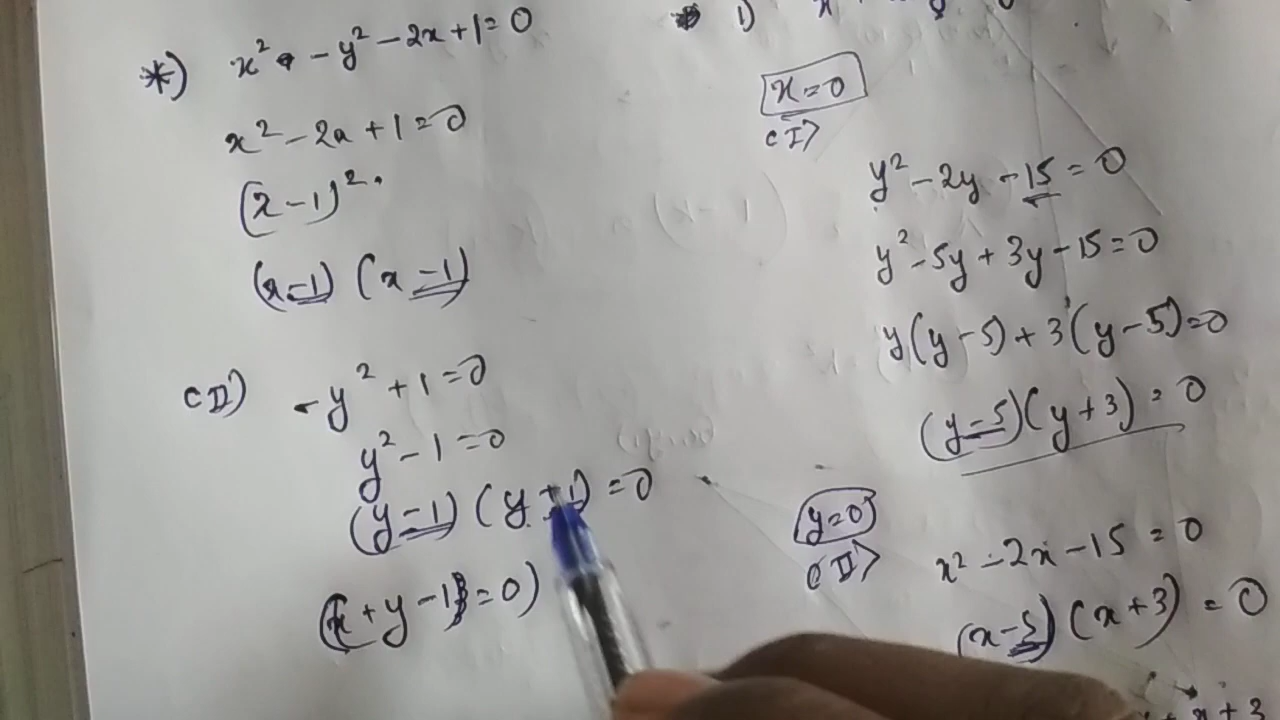 *) x² - y² - 2x + 1 = 0
x² - 2x + 1 = 0
(x - 1)²
(x - 1) (x - 1)
(II) - y² + 1 = 0
y² - 1 = 0
(y - 1) (y + 1) = 0
(x + y - 1 = 0)
1)
x = 0
(I)
y² - 2y - 15 = 0
y² - 5y + 3y - 15 = 0
y(y - 5) + 3(y - 5) = 0
(y - 5)(y + 3) = 0
y = 0
(II)
x² - 2x - 15 = 0
(x - 5)(x + 3) = 0